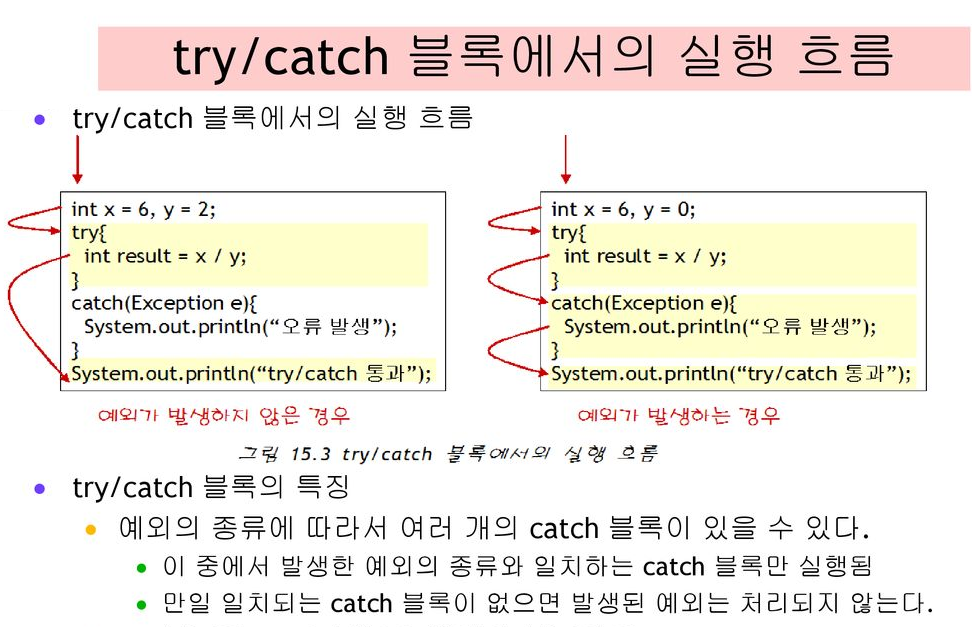 try/catch 블록에서의 실행 흐름
try/catch 블록에서의 실행 흐름
int x = 6, y = 2;
try{
int result = x / y;
}
catch(Exception e){
System.out.println(“오류 발생”);
}
System.out.println(“try/catch 통과”);
예외가 발생하지 않은 경우
int x = 6, y = 0;
try{
int result = x / y;
}
catch(Exception e){
System.out.println(“오류 발생”);
}
System.out.println(“try/catch 통과”);
예외가 발생하는 경우
그림 15.3 try/catch 블록에서의 실행 흐름
try/catch 블록의 특징
예외의 종류에 따라서 여러 개의 catch 블록이 있을 수 있다.
이 중에서 발생한 예외의 종류와 일치하는 catch 블록만 실행됨
만일 일치되는 catch 블록이 없으면 발생된 예외는 처리되지 않는다.